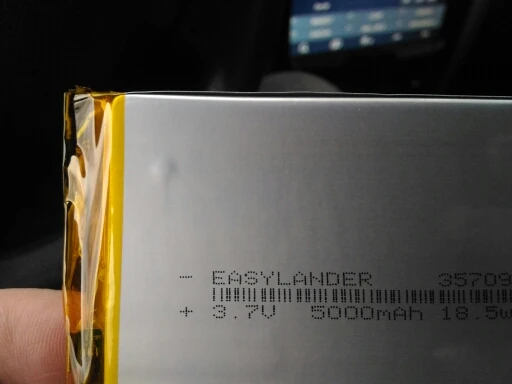 - EASYLANDER 35709
+ 3.7V 5000mAh 18.5w